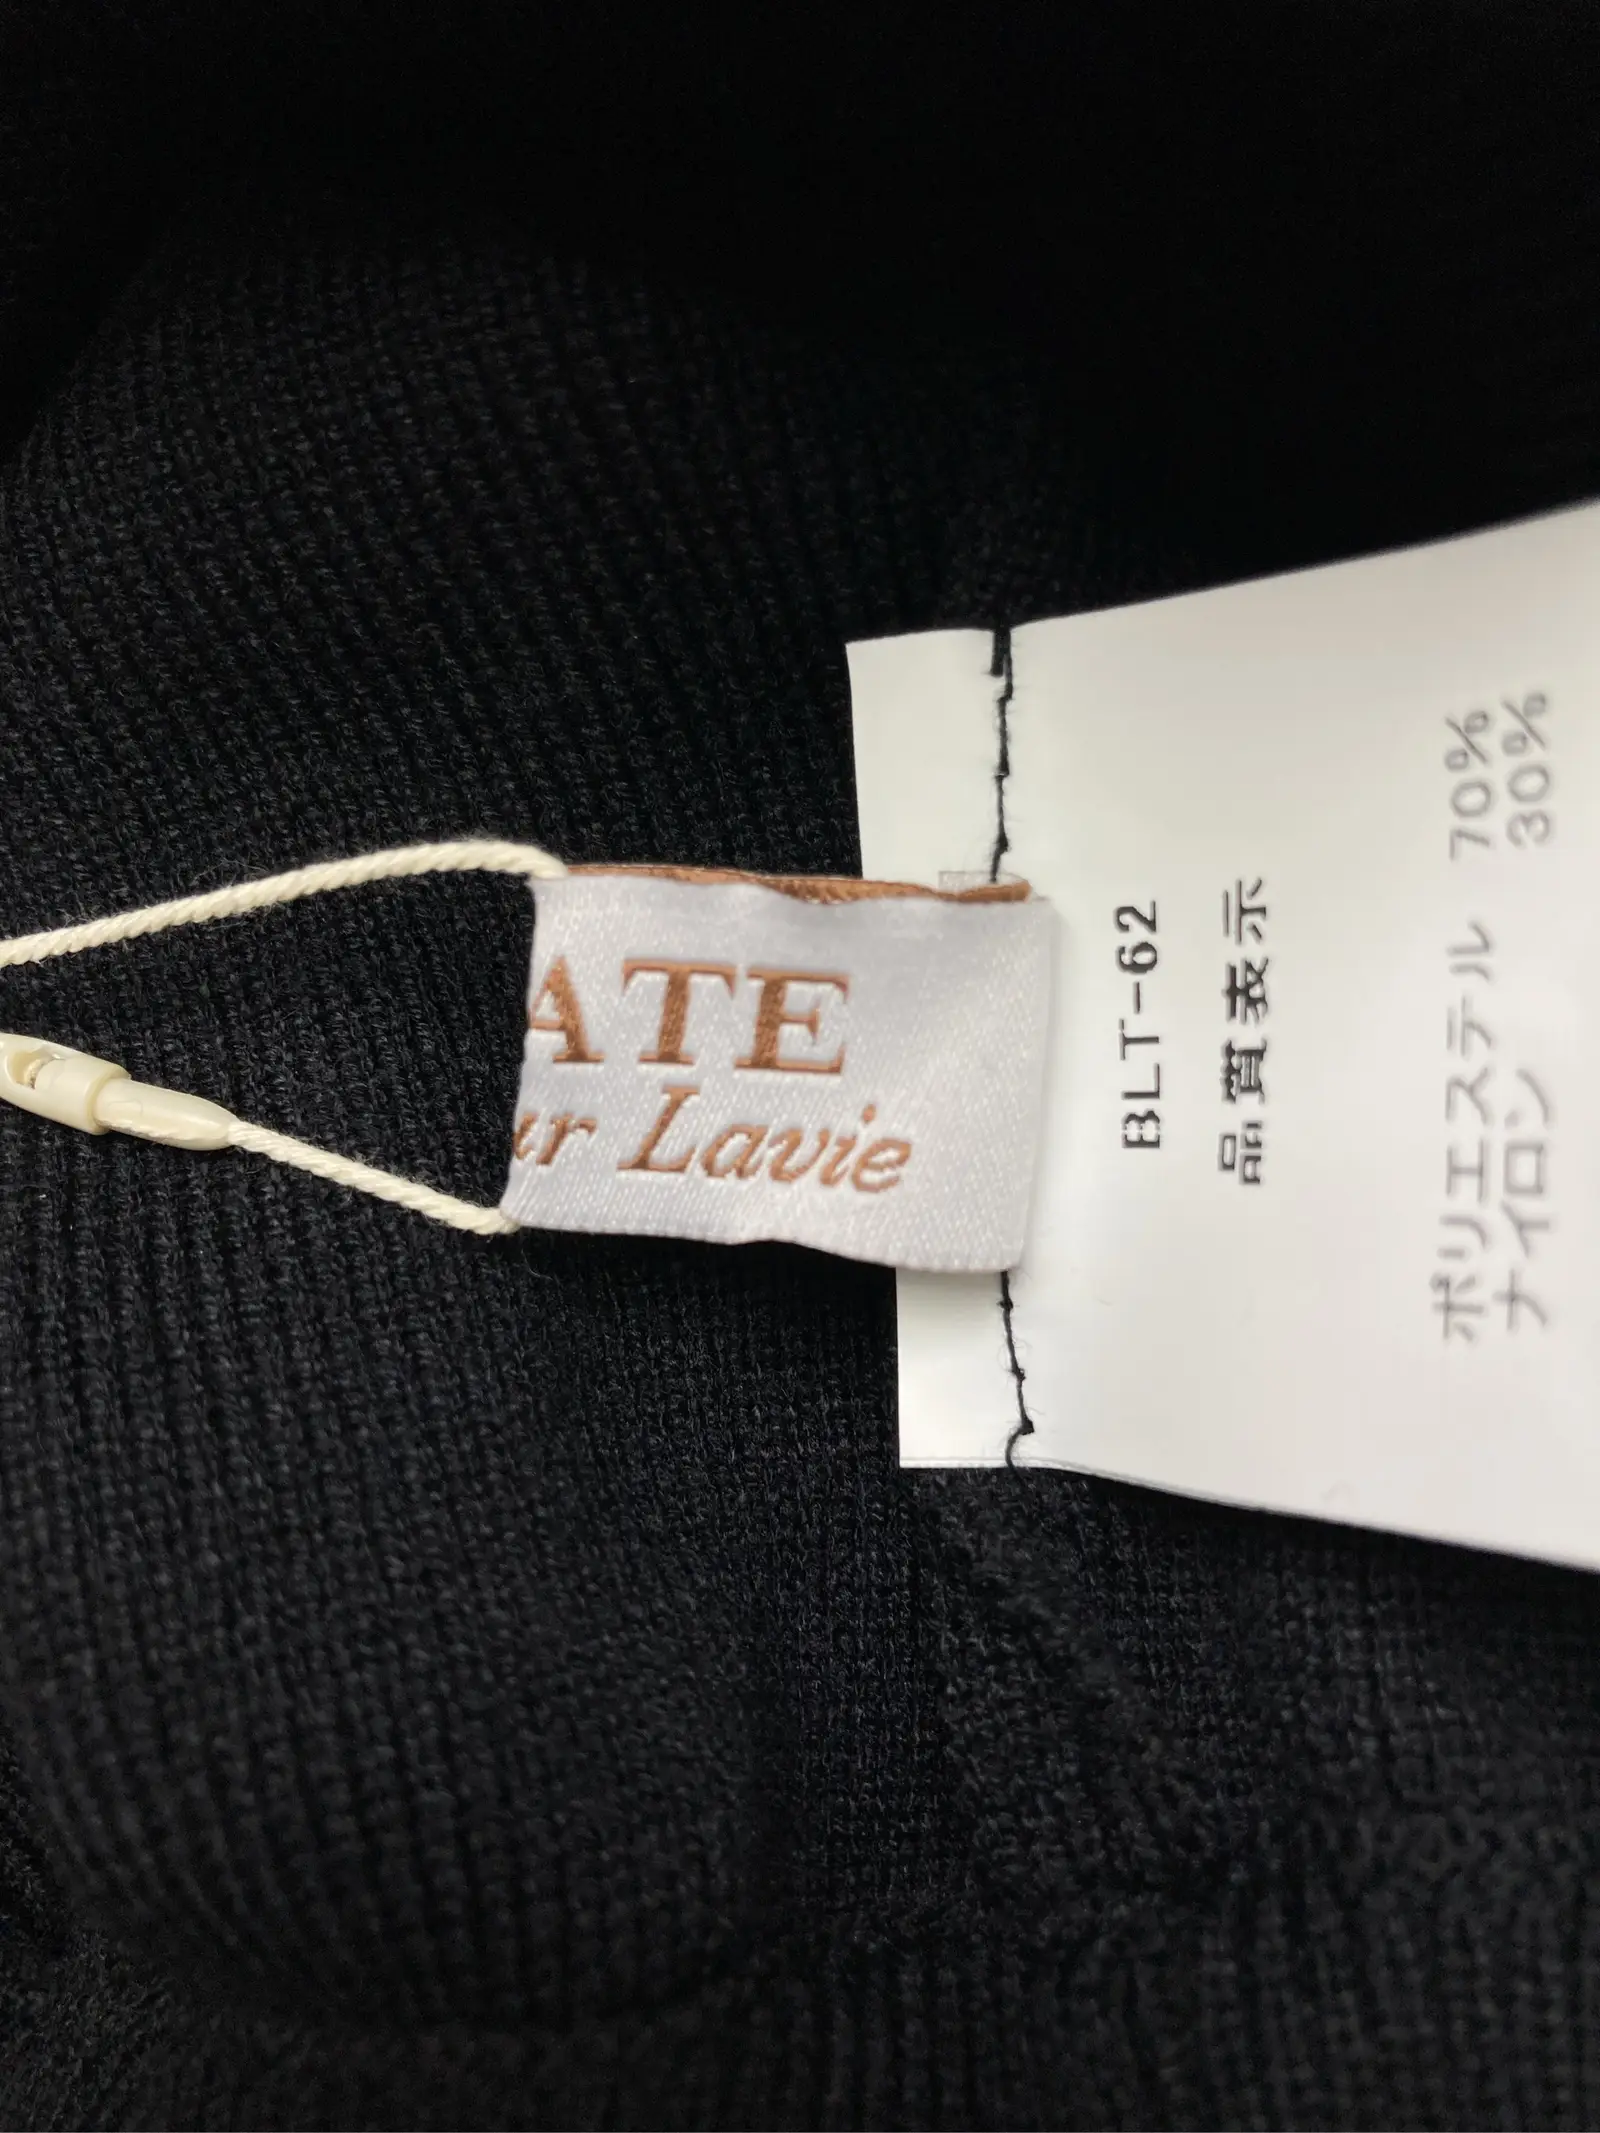 ATE
ur Lavie
BLT-62
品質表示
ポリエステル 70%
ナイロン 30%